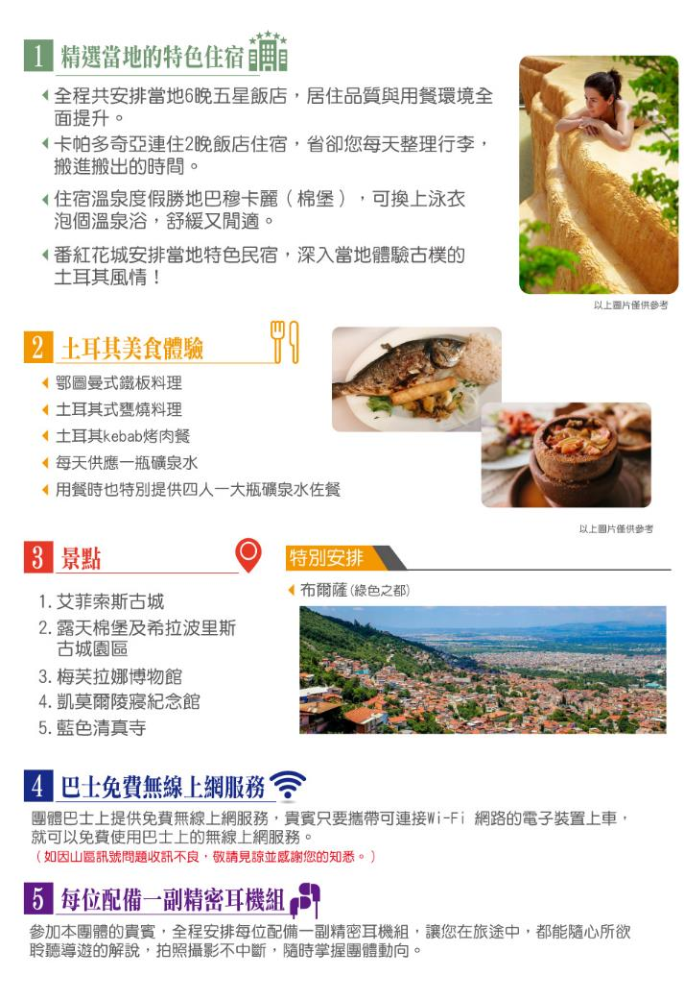 1 精選當地的特色住宿
全程共安排當地6晚五星飯店，居住品質與用餐環境全
面提升。
卡帕多奇亞連住2晚飯店住宿，省卻您每天整理行李，
搬進搬出的時間。
住宿溫泉度假勝地巴穆卡麗（棉堡），可換上泳衣
泡個溫泉浴，舒緩又閒適。
番紅花城安排當地特色民宿，深入當地體驗古樸的
土耳其風情！
以上圖片僅供參考
2 土耳其美食體驗
鄂圖曼式鐵板料理
土耳其式甕燒料理
土耳其kebab烤肉餐
每天供應一瓶礦泉水
用餐時也特別提供四人一大瓶礦泉水佐餐
以上圖片僅供參考
3 景點
1. 艾菲索斯古城
2. 露天棉堡及希拉波里斯
古城園區
3. 梅芙拉娜博物館
4. 凱莫爾陵寢紀念館
5. 藍色清真寺
特別安排
布爾薩(綠色之都)
4 巴士免費無線上網服務
團體巴士上提供免費無線上網服務，貴賓只要攜帶可連接Wi-Fi 網路的電子裝置上車，
就可以免費使用巴士上的無線上網服務。
（如因山區訊號問題收訊不良，敬請見諒並感謝您的知悉。）
5 每位配備一副精密耳機組
參加本團體的貴賓，全程安排每位配備一副精密耳機組，讓您在旅途中，都能隨心所欲
聆聽導遊的解說，拍照攝影不中斷，隨時掌握團體動向。